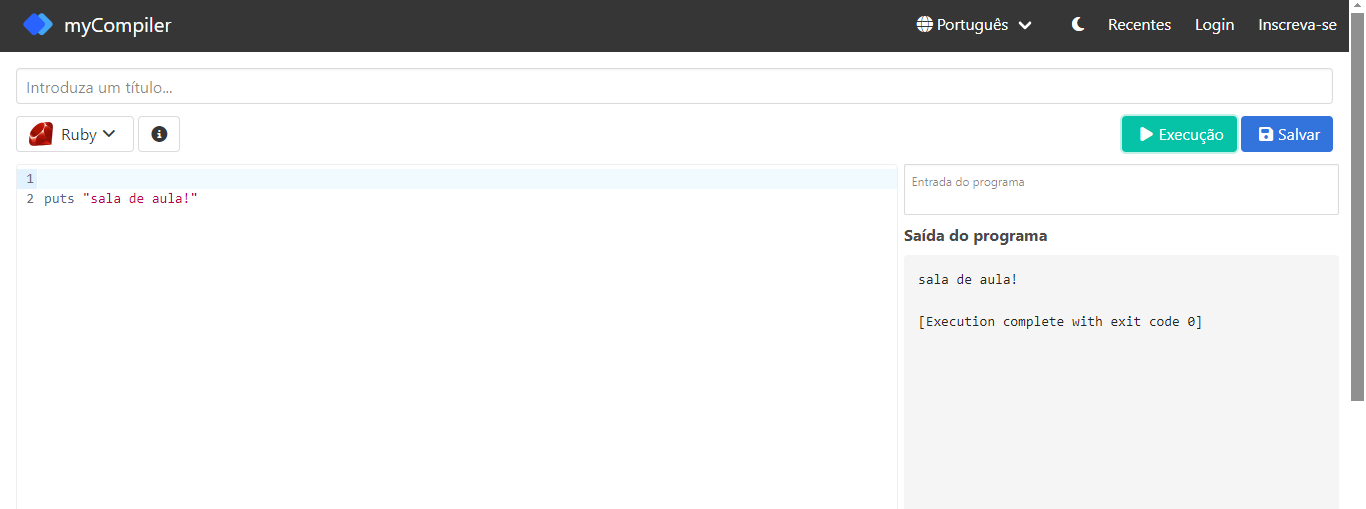 myCompiler
Português
Recentes
Login
Inscreva-se
Introduza um título...
Ruby
Execução
Salvar
1
2 puts "sala de aula!"
Entrada do programa
Saída do programa
sala de aula!
[Execution complete with exit code 0]